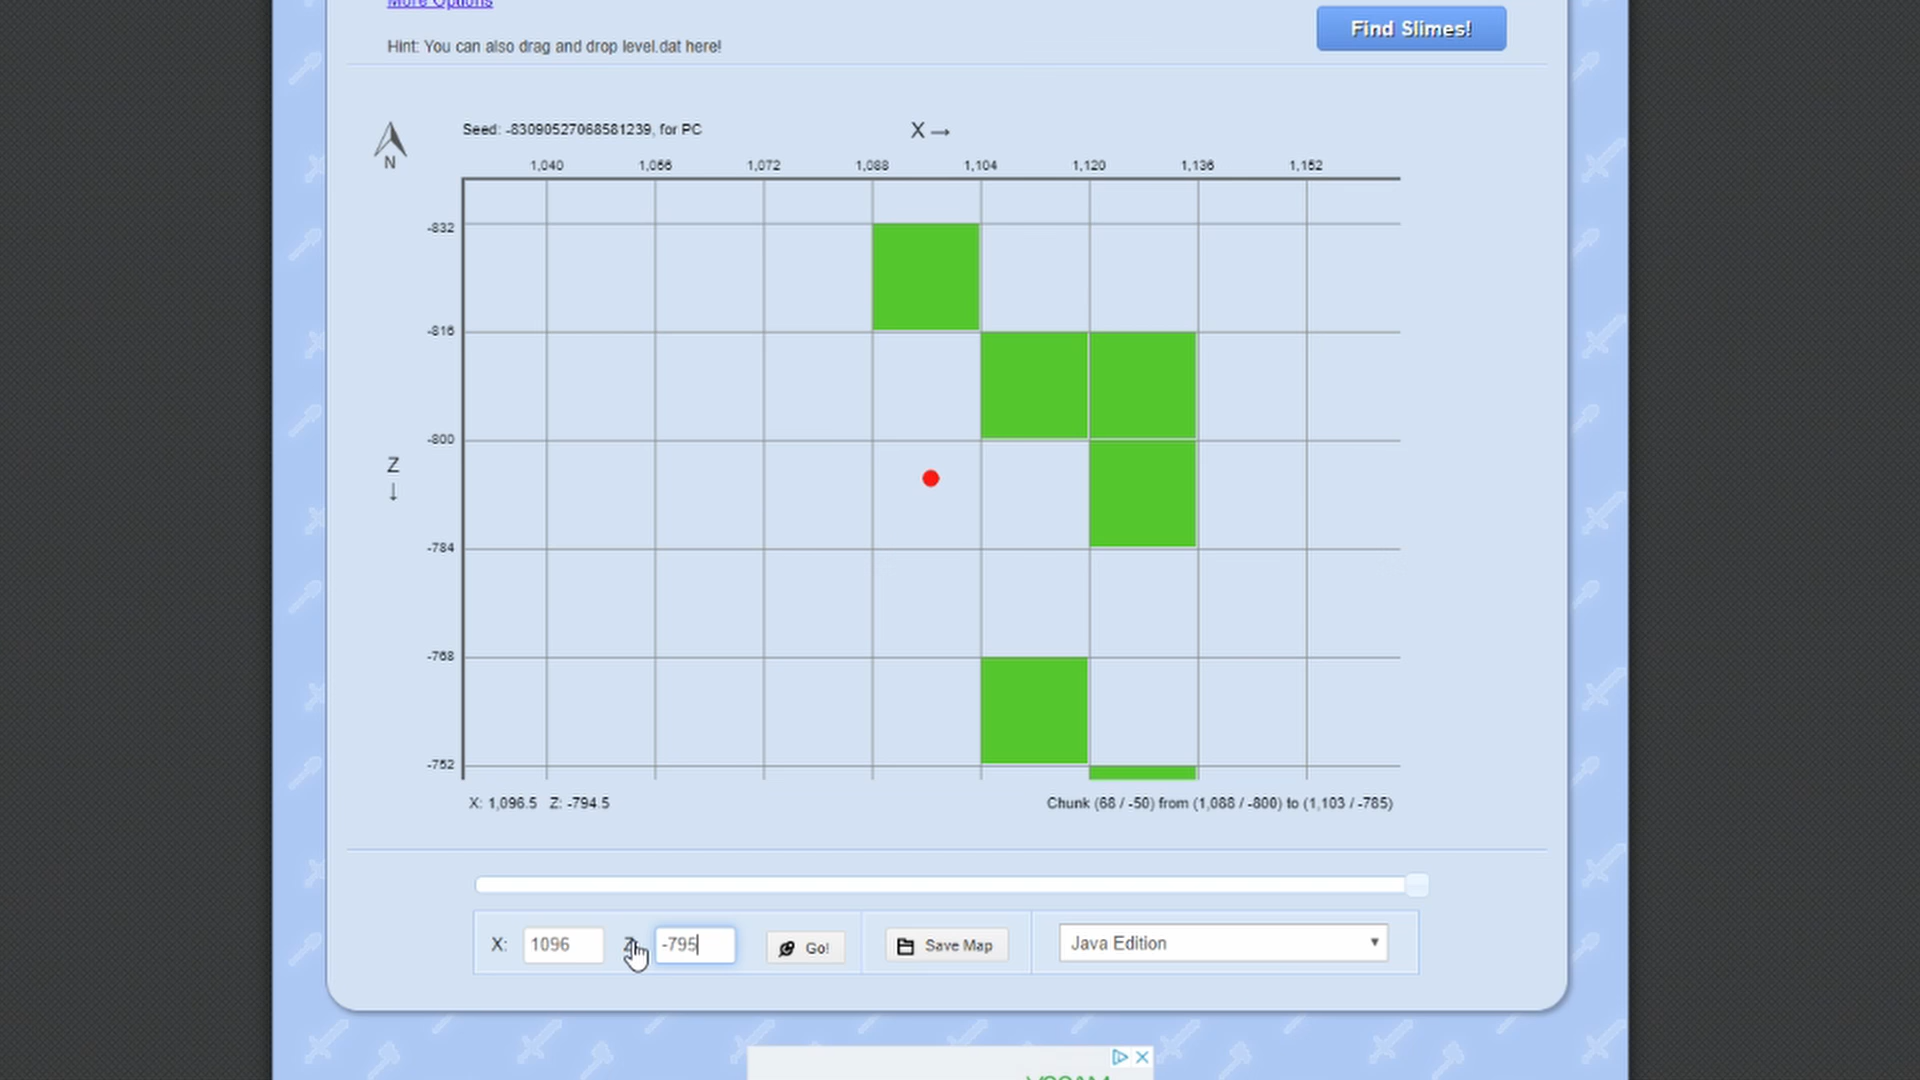 More Options
Find Slimes!
Hint: You can also drag and drop level.dat here!
Seed: -83090527068581239, for PC
X→
N
1,040 1,056 1,072 1,088 1,104 1,120 1,136 1,152
-832
-816
-800
Z
↓
-784
-768
-752
X: 1,096.5 Z: -794.5
Chunk (68 / -50) from (1,088 / -800) to (1,103 / -785)
X: 1096 Z: -795 Go! Save Map Java Edition